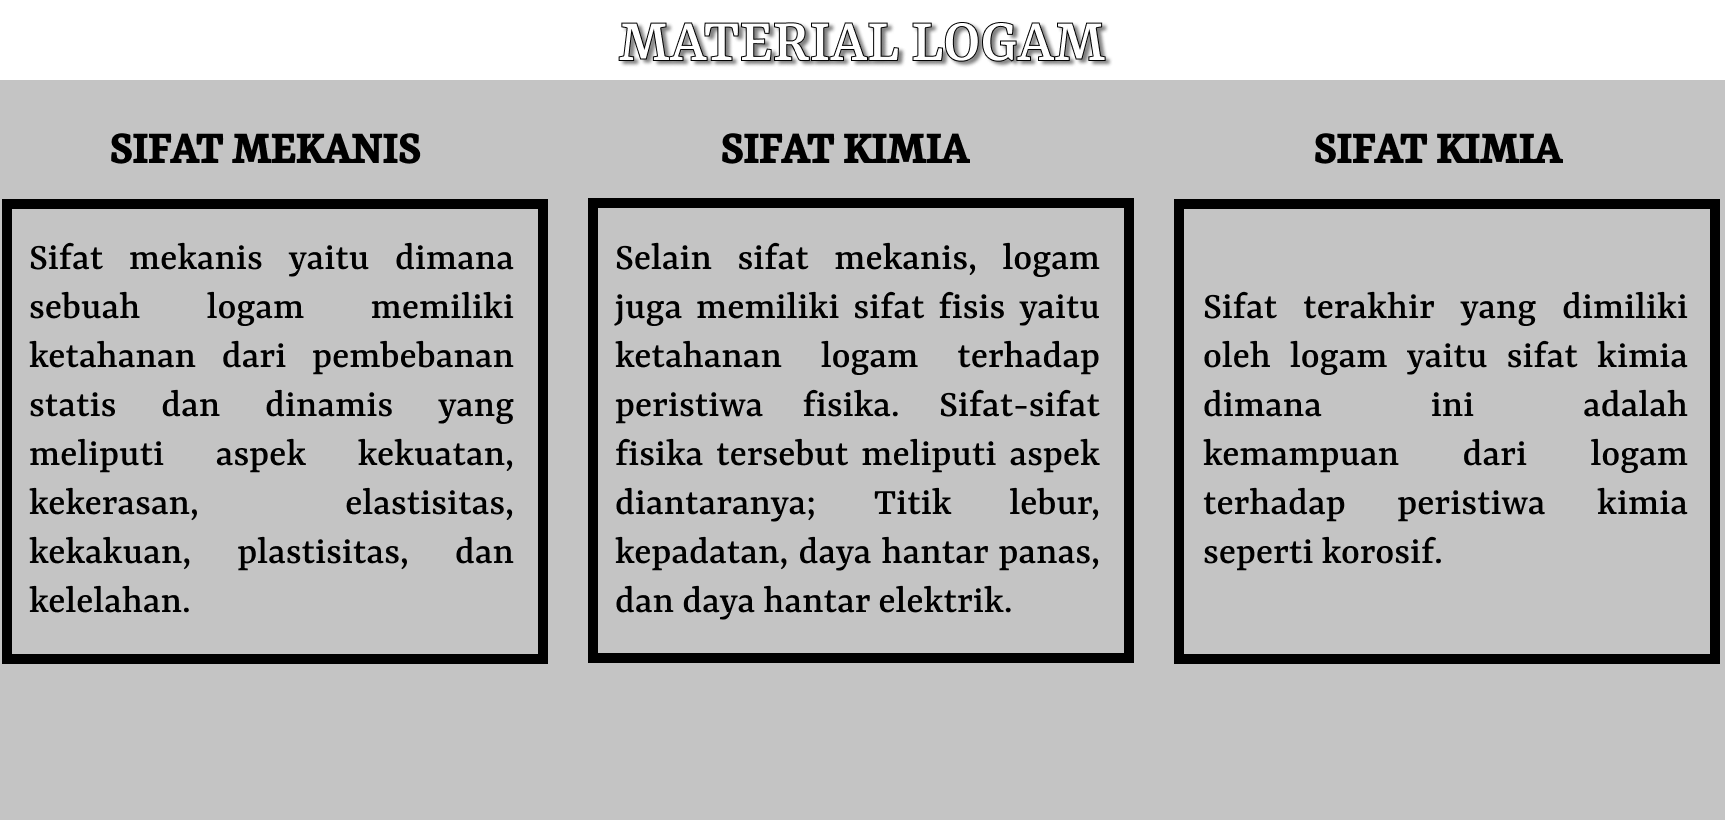 MATERIAL LOGAM
SIFAT MEKANIS
Sifat mekanis yaitu dimana
sebuah logam memiliki
ketahanan dari pembebanan
statis dan dinamis yang
meliputi aspek kekuatan,
kekerasan, elastisitas,
kekakuan, plastisitas, dan
kelelahan.
SIFAT KIMIA
Selain sifat mekanis, logam
juga memiliki sifat fisis yaitu
ketahanan logam terhadap
peristiwa fisika. Sifat-sifat
fisika tersebut meliputi aspek
diantaranya; Titik lebur,
kepadatan, daya hantar panas,
dan daya hantar elektrik.
SIFAT KIMIA
Sifat terakhir yang dimiliki
oleh logam yaitu sifat kimia
dimana ini adalah
kemampuan dari logam
terhadap peristiwa kimia
seperti korosif.